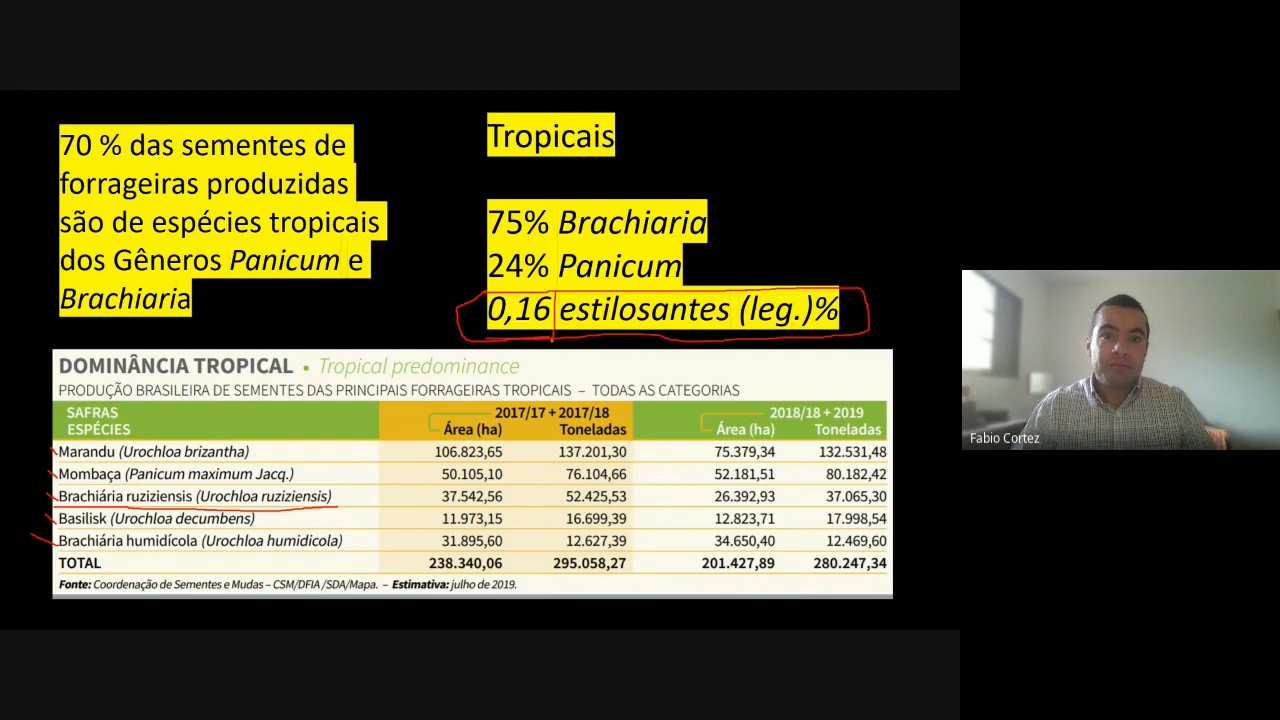 70 % das sementes de
forrageiras produzidas
são de espécies tropicais
dos Gêneros Panicum e
Brachiaria
Tropicais
75% Brachiaria
24% Panicum
0,16 estilosantes (leg.)%
DOMINÂNCIA TROPICAL • Tropical predominance
PRODUÇÃO BRASILEIRA DE SEMENTES DAS PRINCIPAIS FORRAGEIRAS TROPICAIS – TODAS AS CATEGORIAS
SAFRAS 2017/17 + 2017/18 2018/18 + 2019
ESPÉCIES Área (ha) Toneladas Área (ha) Toneladas
Marandu (Urochloa brizantha) 106.823,65 137.201,30 75.379,34 132.531,48
Mombaça (Panicum maximum Jacq.) 50.105,10 76.104,66 52.181,51 80.182,42
Brachiária ruziziensis (Urochloa ruziziensis) 37.542,56 52.425,53 26.392,93 37.065,30
Basilisk (Urochloa decumbens) 11.973,15 16.699,39 12.823,71 17.998,54
Brachiária humidícola (Urochloa humidicola) 31.895,60 12.627,39 34.650,40 12.469,60
TOTAL 238.340,06 295.058,27 201.427,89 280.247,34
Fonte: Coordenação de Sementes e Mudas – CSM/DFIA /SDA/Mapa. – Estimativa: julho de 2019.
Fabio Cortez